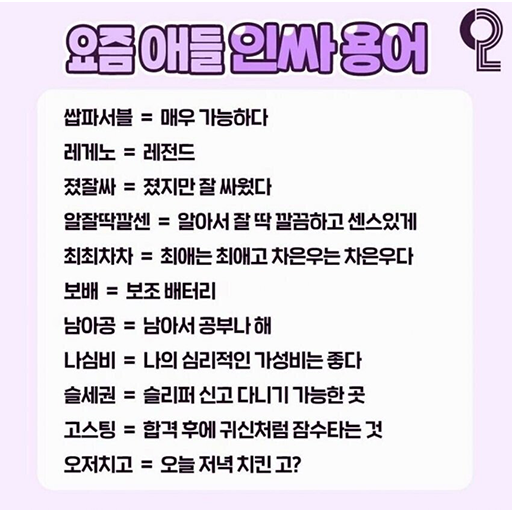 요즘 애들 인싸 용어
쌉파서블 = 매우 가능하다
레게노 = 레전드
졌잘싸 = 졌지만 잘 싸웠다
알잘딱깔센 = 알아서 잘 딱 깔끔하고 센스있게
최최차차 = 최애는 최애고 차은우는 차은우다
보배 = 보조 배터리
남아공 = 남아서 공부나 해
나심비 = 나의 심리적인 가성비는 좋다
슬세권 = 슬리퍼 신고 다니기 가능한 곳
고스팅 = 합격 후에 귀신처럼 잠수타는 것
오저치고 = 오늘 저녁 치킨 고?